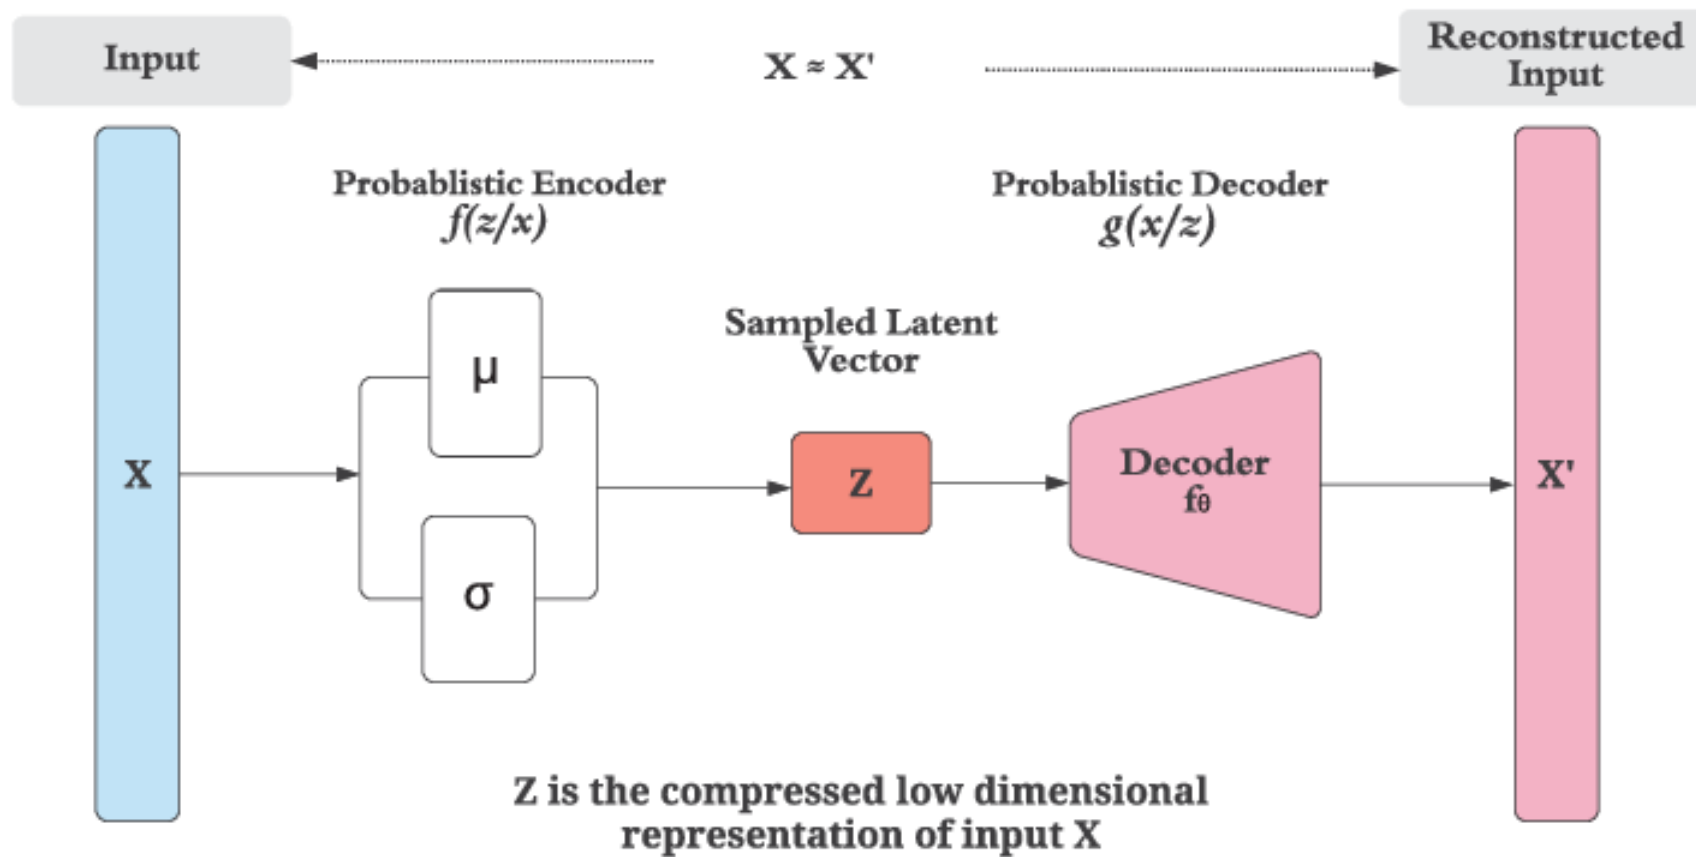 Input
X ≈ X'
Reconstructed
Input
Probablistic Encoder
f(z/x)
Probablistic Decoder
g(x/z)
μ
Sampled Latent
Vector
X
Z
Decoder
fθ
X'
σ
Z is the compressed low dimensional
representation of input X